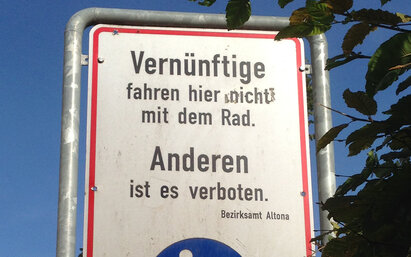 Vernünftige
fahren hier nicht
mit dem Rad.
Anderen
ist es verboten.
Bezirksamt Altona